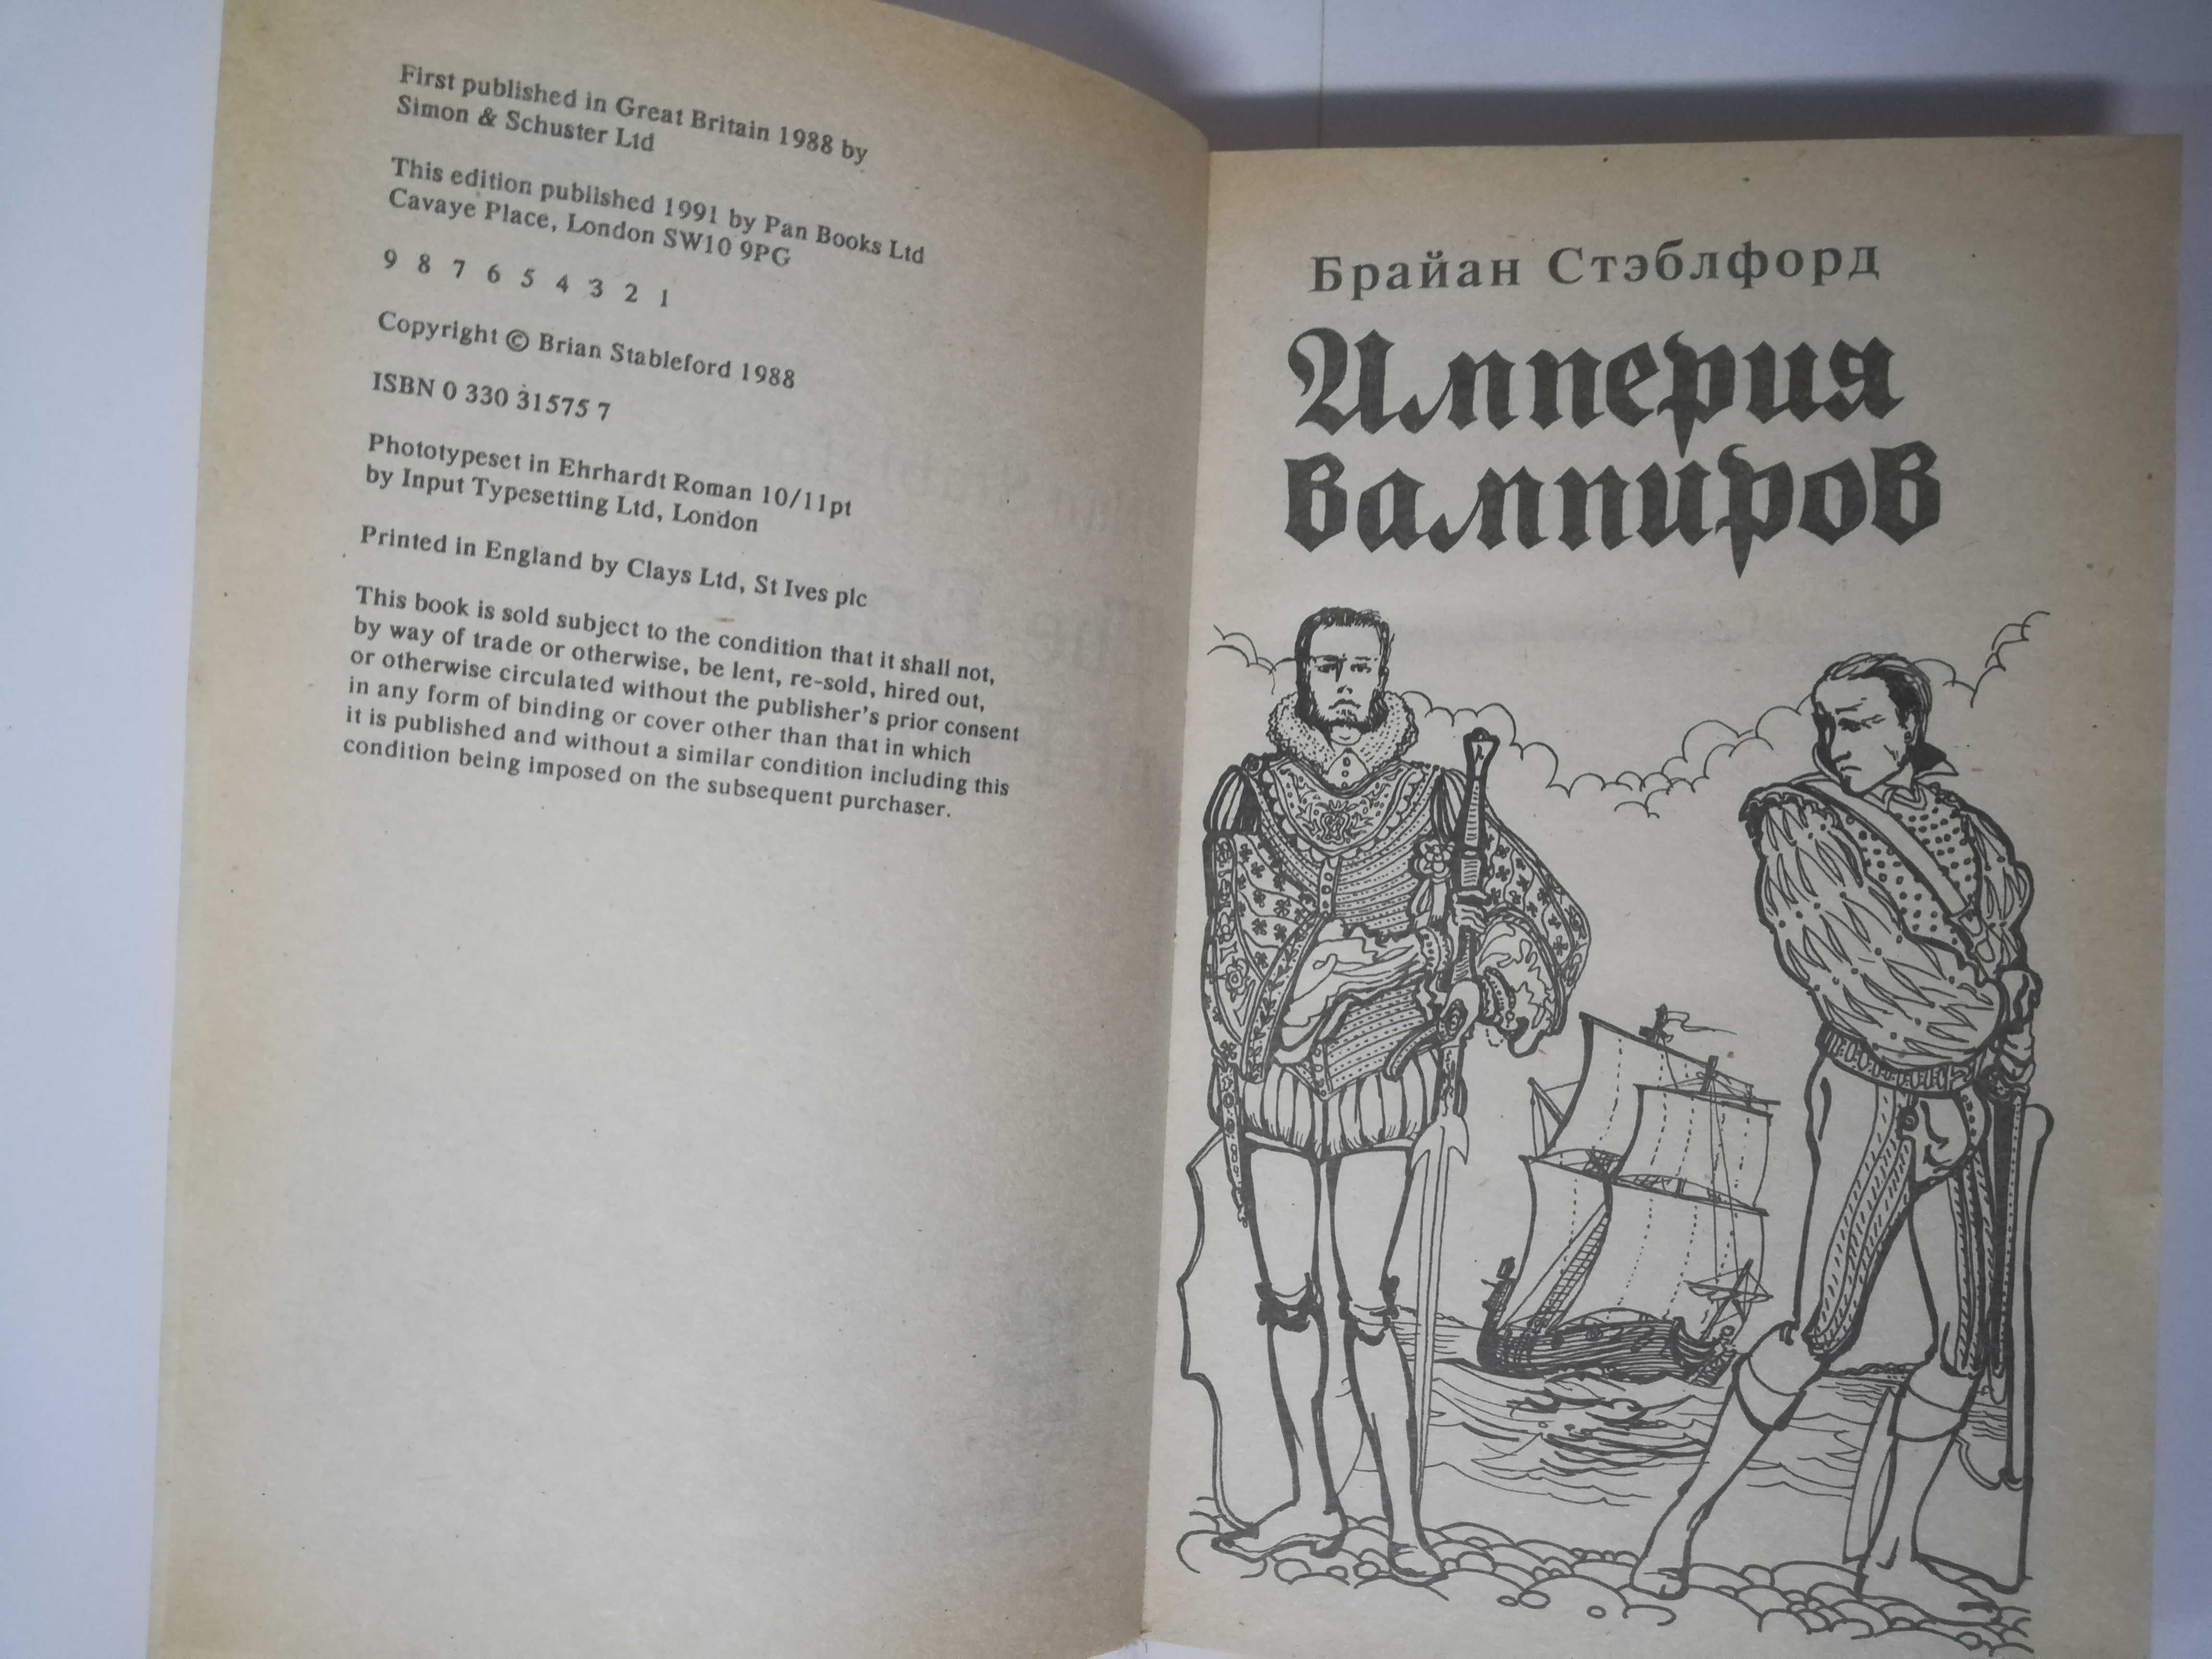 First published in Great Britain 1988 by
Simon & Schuster Ltd
This edition published 1991 by Pan Books Ltd
Cavaye Place, London SW10 9PG
9 8 7 6 5 4 3 2 1
Copyright © Brian Stableford 1988
ISBN 0 330 31575 7
Phototypeset in Ehrhardt Roman 10/11pt
by Input Typesetting Ltd, London
Printed in England by Clays Ltd, St Ives plc
This book is sold subject to the condition that it shall not,
by way of trade or otherwise, be lent, re-sold, hired out,
or otherwise circulated without the publisher's prior consent
in any form of binding or cover other than that in which
it is published and without a similar condition including this
condition being imposed on the subsequent purchaser.
Брайан Стэблфорд
Империя
вампиров